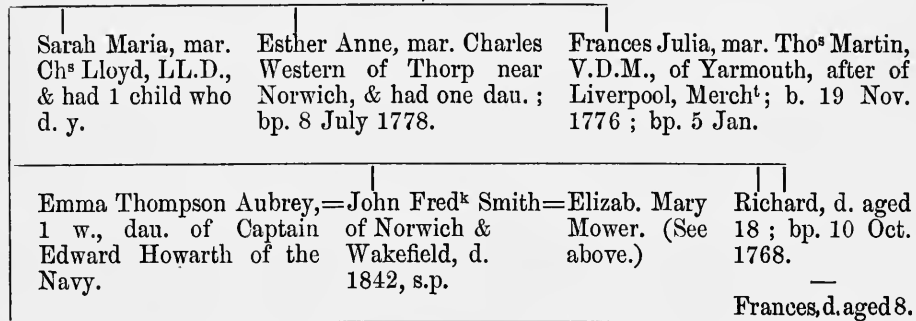 Sarah Maria, mar.
Chˢ Lloyd, LL.D.,
& had 1 child who
d. y.
Esther Anne, mar. Charles
Western of Thorp near
Norwich, & had one dau. ;
bp. 8 July 1778.
Frances Julia, mar. Thoˢ Martin,
V.D.M., of Yarmouth, after of
Liverpool, Merchᵗ; b. 19 Nov.
1776 ; bp. 5 Jan.
Emma Thompson Aubrey,=
1 w., dau. of Captain
Edward Howarth of the
Navy.
John Fredᵏ Smith=
of Norwich &
Wakefield, d.
1842, s.p.
Elizab. Mary
Mower. (See
above.)
Richard, d. aged
18 ; bp. 10 Oct.
1768.
—
Frances, d. aged 8.